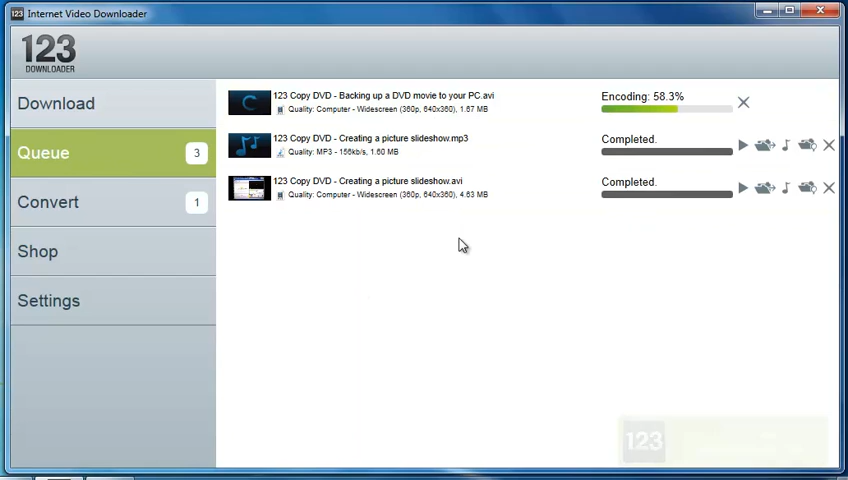 Internet Video Downloader
123
DOWNLOADER
Download
Queue 3
Convert 1
Shop
Settings
123 Copy DVD - Backing up a DVD movie to your PC.avi
Quality: Computer - Widescreen (360p, 640x360), 1.67 MB
Encoding: 58.3%
123 Copy DVD - Creating a picture slideshow.mp3
Quality: MP3 - 156kb/s, 1.60 MB
Completed.
123 Copy DVD - Creating a picture slideshow.avi
Quality: Computer - Widescreen (360p, 640x360), 4.63 MB
Completed.
123